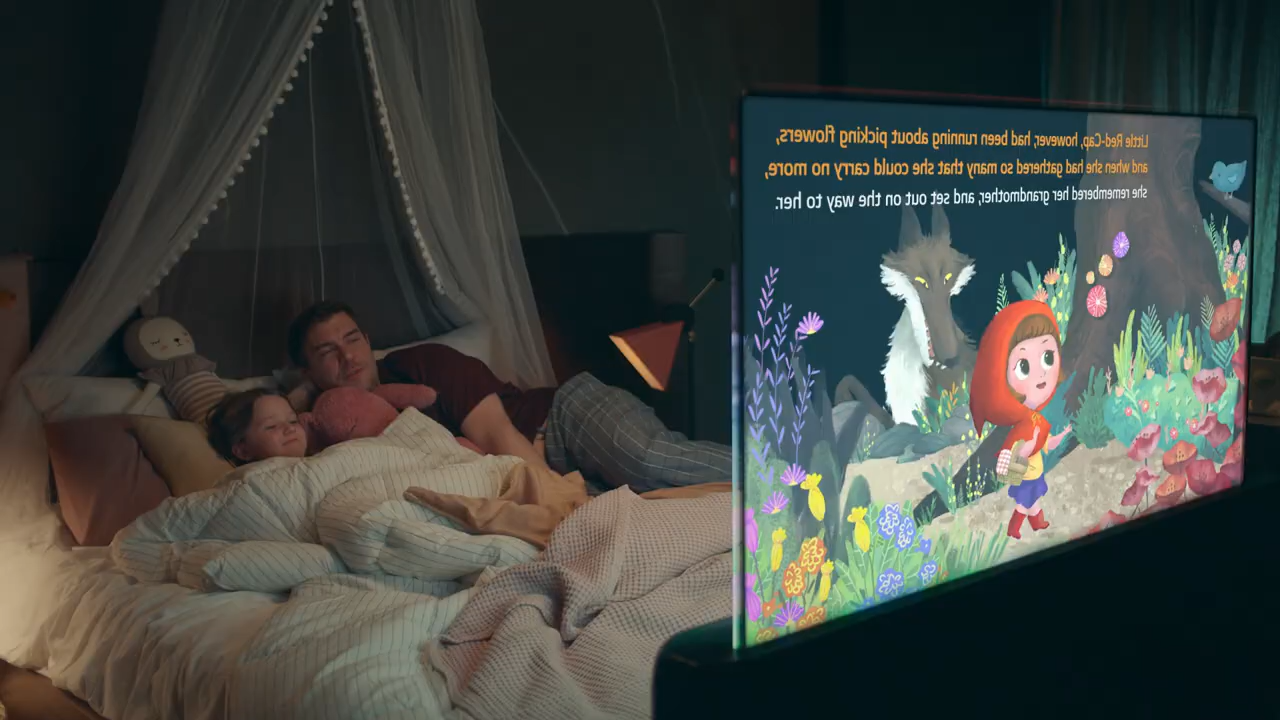 Little Red-Cap, however, had been running about picking flowers,
and when she had gathered so many that she could carry no more,
she remembered her grandmother, and set out on the way to her.